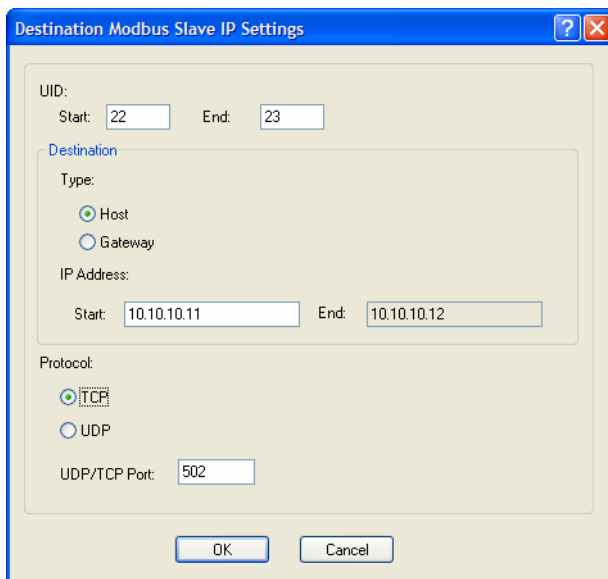 Destination Modbus Slave IP Settings
UID:
Start: 22 End: 23
Destination
Type:
Host
Gateway
IP Address:
Start: 10.10.10.11 End: 10.10.10.12
Protocol:
TCP
UDP
UDP/TCP Port: 502
OK Cancel